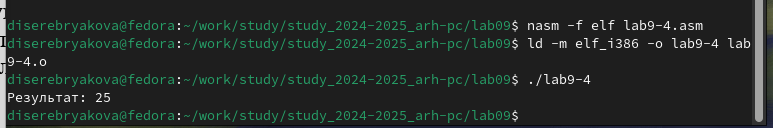 diserebryakova@fedora:~/work/study/study_2024-2025_arh-pc/lab09$ nasm -f elf lab9-4.asm
diserebryakova@fedora:~/work/study/study_2024-2025_arh-pc/lab09$ ld -m elf_i386 -o lab9-4 lab
9-4.o
diserebryakova@fedora:~/work/study/study_2024-2025_arh-pc/lab09$ ./lab9-4
Результат: 25
diserebryakova@fedora:~/work/study/study_2024-2025_arh-pc/lab09$